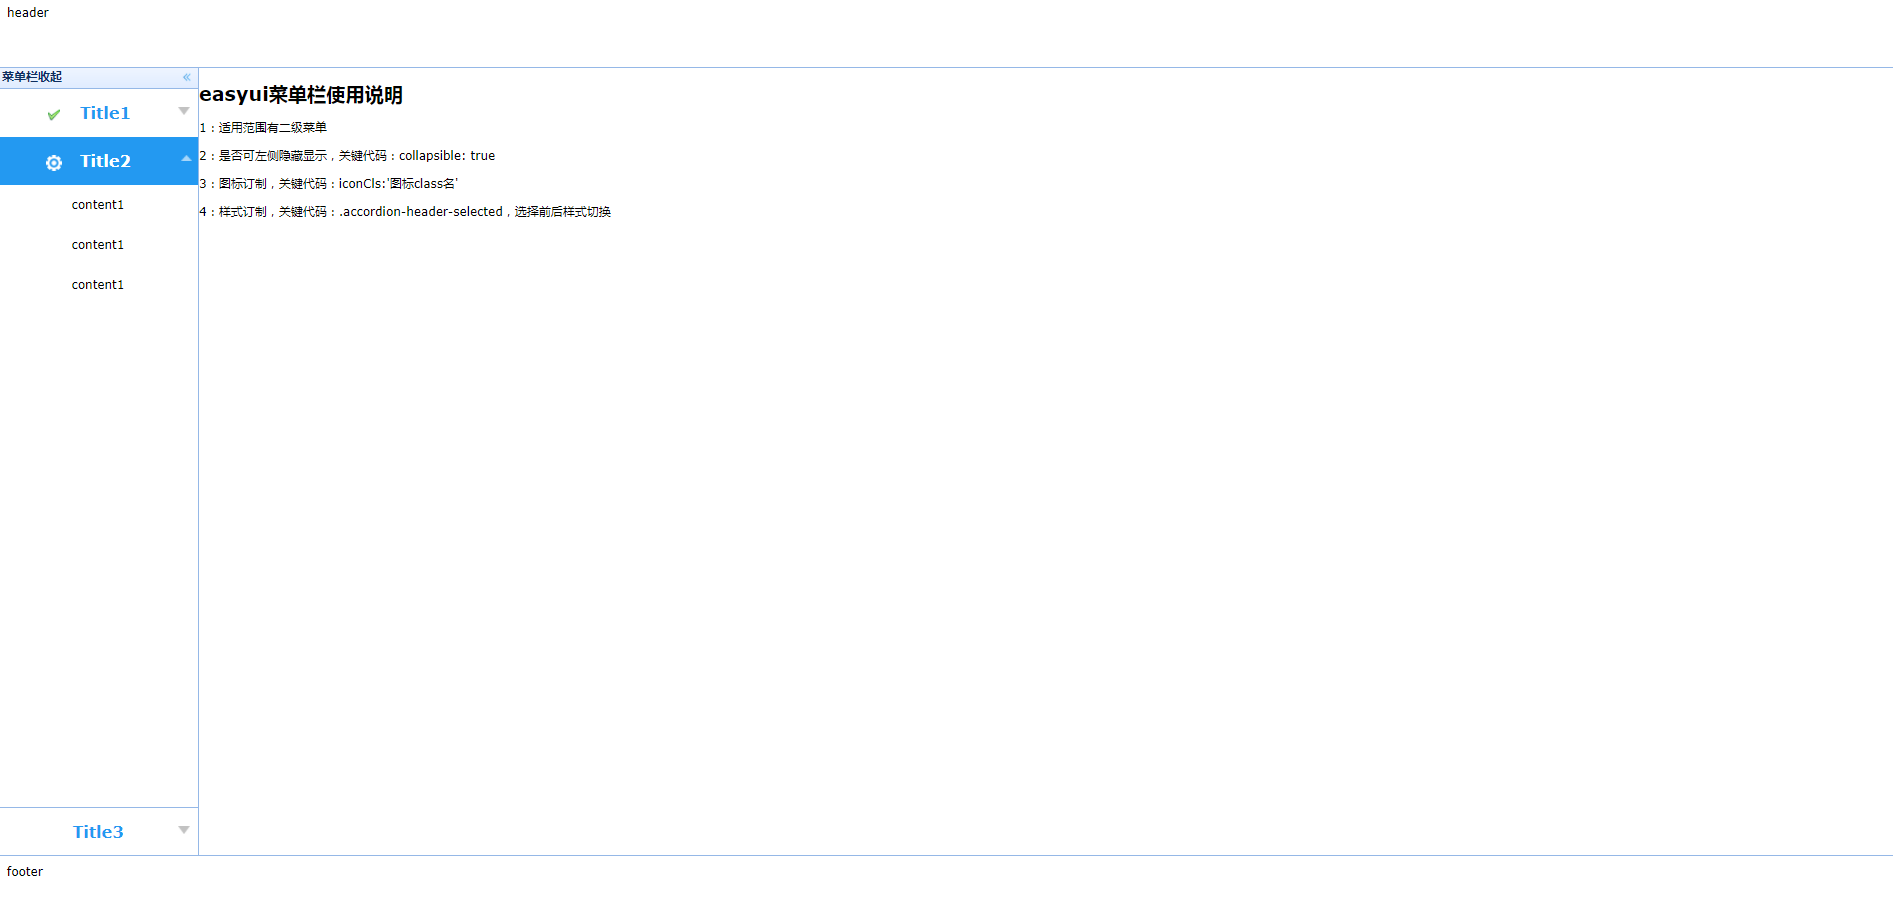 header
菜单栏收起
Title1
Title2
content1
content1
content1
Title3
easyui菜单栏使用说明
1：适用范围有二级菜单
2：是否可左侧隐藏显示，关键代码：collapsible: true
3：图标订制，关键代码：iconCls:'图标class名'
4：样式订制，关键代码：.accordion-header-selected，选择前后样式切换
footer